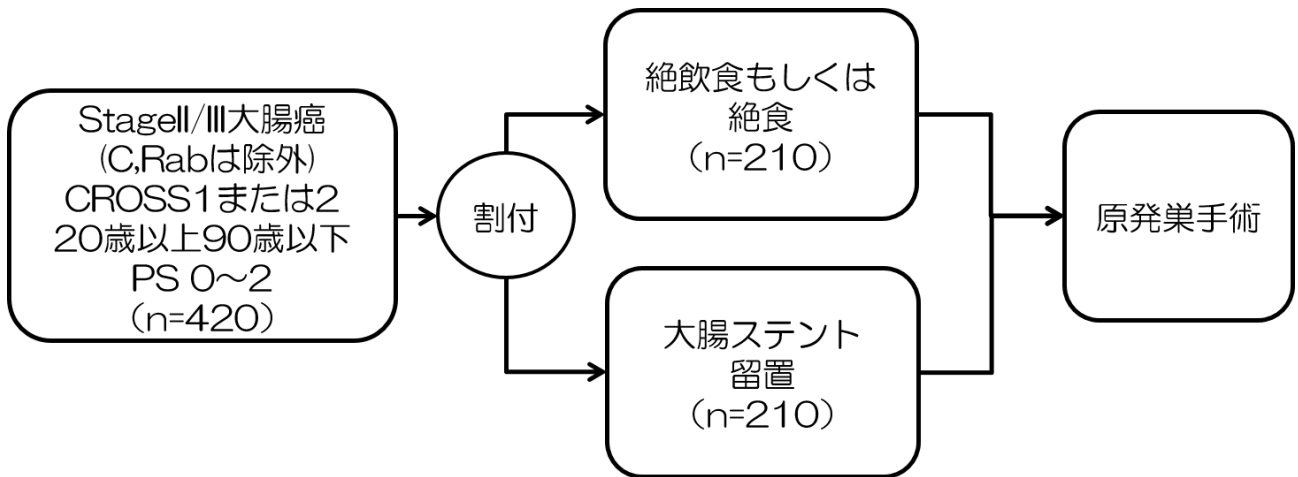 StageⅡ/Ⅲ大腸癌
(C,Rabは除外)
CROSS1または2
20歳以上90歳以下
PS 0～2
（n=420）
割付
絶飲食もしくは
絶食
（n=210）
大腸ステント
留置
（n=210）
原発巣手術